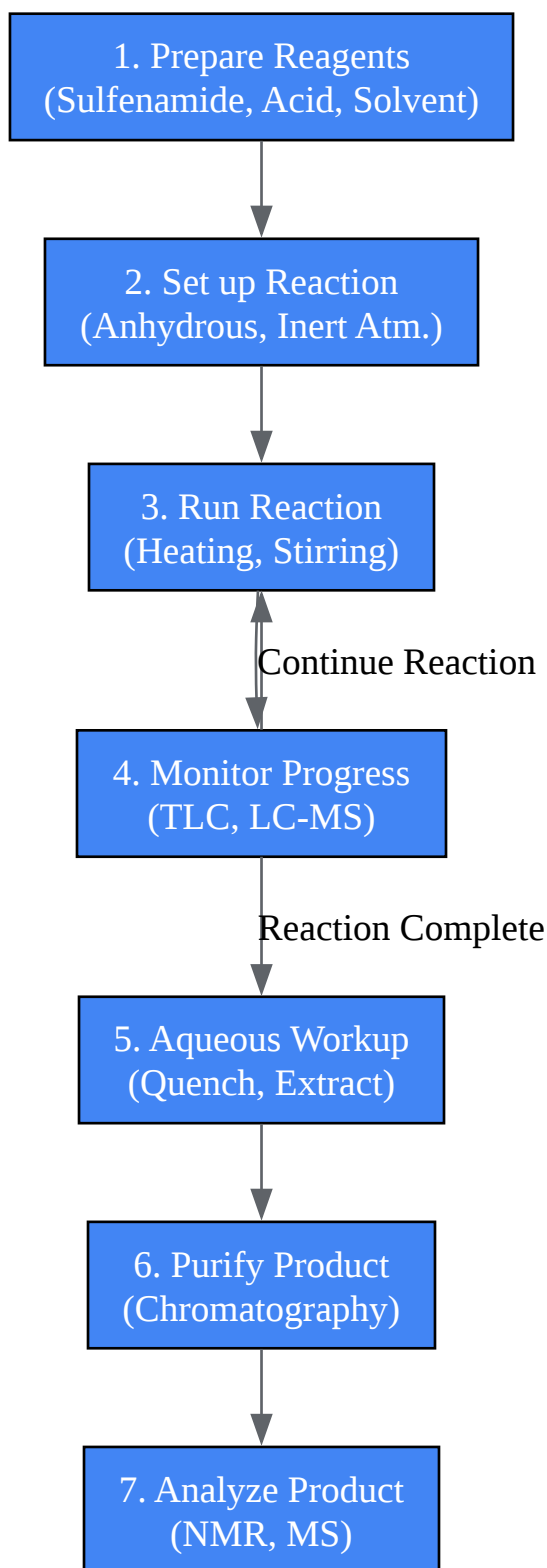 1. Prepare Reagents
(Sulfenamide, Acid, Solvent)
2. Set up Reaction
(Anhydrous, Inert Atm.)
3. Run Reaction
(Heating, Stirring)
Continue Reaction
4. Monitor Progress
(TLC, LC-MS)
Reaction Complete
5. Aqueous Workup
(Quench, Extract)
6. Purify Product
(Chromatography)
7. Analyze Product
(NMR, MS)